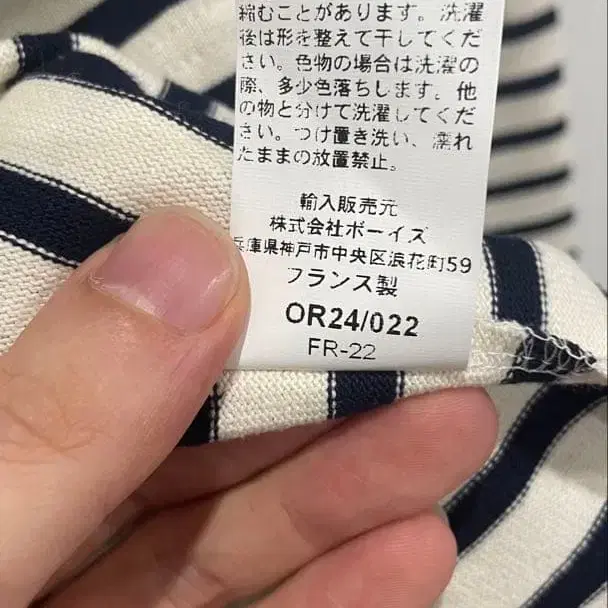 縮むことがあります。洗濯
後は形を整えて干してくだ
さい。色物の場合は洗濯の
際、多少色落ちします。他
の物と分けて洗濯してくだ
さい。つけ置き洗い、濡れ
たままの放置禁止。
輸入販売元
株式会社ボーイズ
兵庫県神戸市中央区浪花町59
フランス製
OR24/022
FR-22